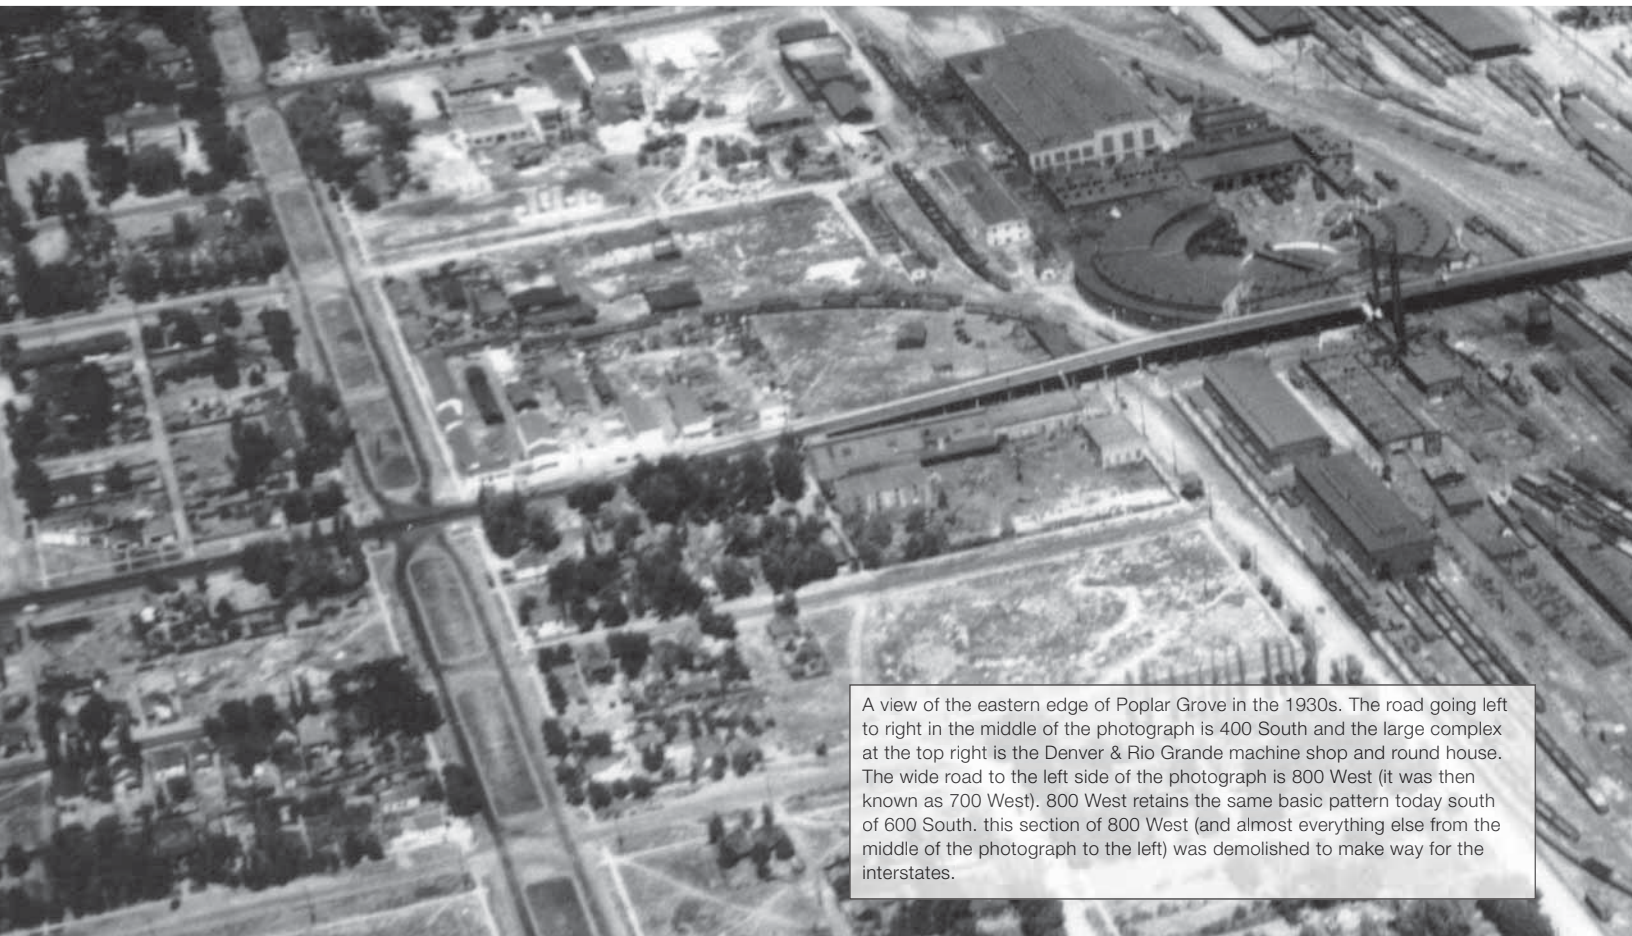 A view of the eastern edge of Poplar Grove in the 1930s. The road going left
to right in the middle of the photograph is 400 South and the large complex
at the top right is the Denver & Rio Grande machine shop and round house.
The wide road to the left side of the photograph is 800 West (it was then
known as 700 West). 800 West retains the same basic pattern today south
of 600 South. this section of 800 West (and almost everything else from the
middle of the photograph to the left) was demolished to make way for the
interstates.